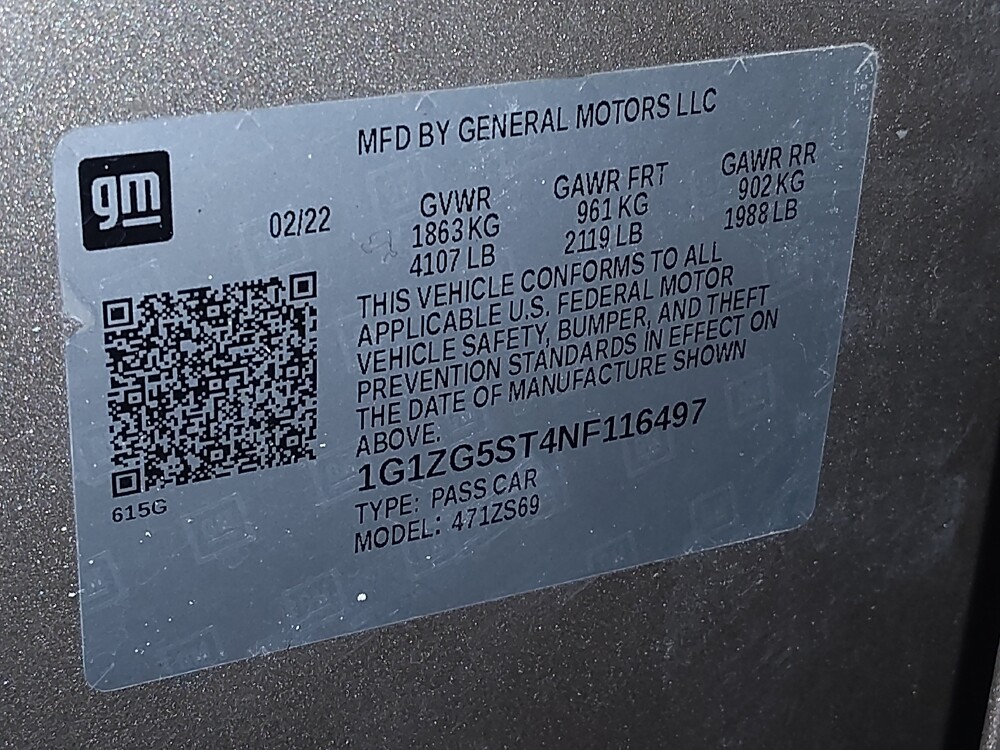 MFD BY GENERAL MOTORS LLC
gm
02/22
GVWR
1863 KG
4107 LB
GAWR FRT
961 KG
2119 LB
GAWR RR
902 KG
1988 LB
THIS VEHICLE CONFORMS TO ALL
APPLICABLE U.S. FEDERAL MOTOR
VEHICLE SAFETY, BUMPER, AND THEFT
PREVENTION STANDARDS IN EFFECT ON
THE DATE OF MANUFACTURE SHOWN
ABOVE.
1G1ZG5ST4NF116497
TYPE: PASS CAR
MODEL: 471ZS69
615G